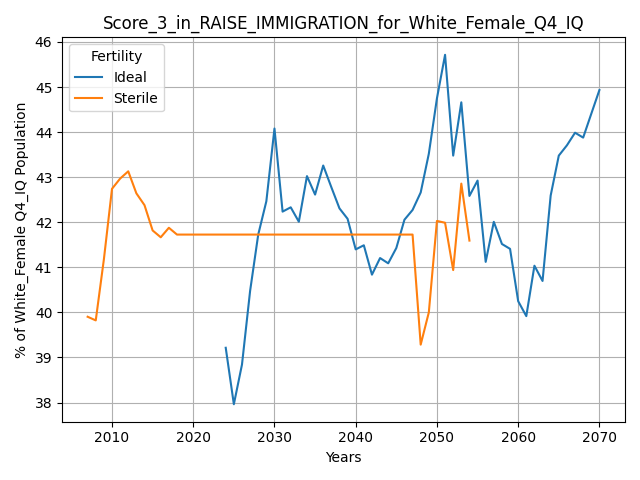 Score_3_in_RAISE_IMMIGRATION_for_White_Female_Q4_IQ
Fertility
Ideal
Sterile
% of White_Female Q4_IQ Population
46
45
44
43
42
41
40
39
38
2010
2020
2030
2040
2050
2060
2070
Years